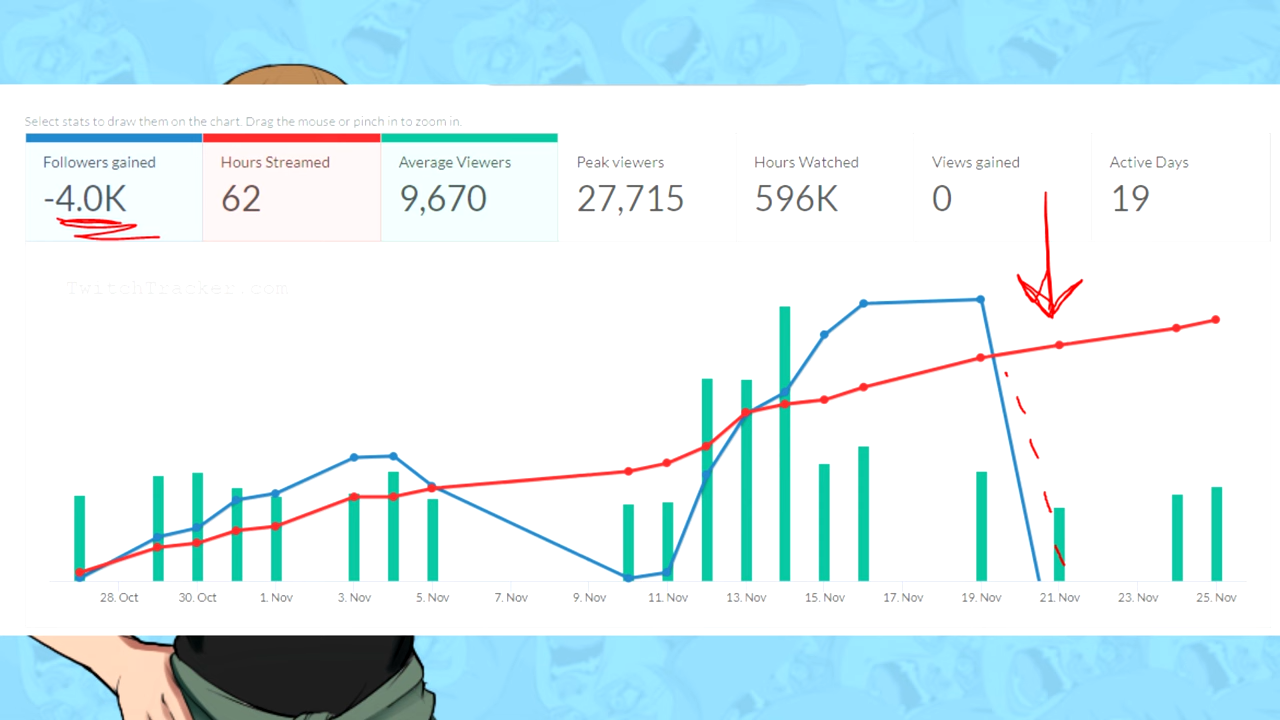 Select stats to draw them on the chart. Drag the mouse or pinch in to zoom in.
Followers gained Hours Streamed Average Viewers Peak viewers Hours Watched Views gained Active Days
-4.0K 62 9,670 27,715 596K 0 19
TwitchTracker.com
28. Oct 30. Oct 1. Nov 3. Nov 5. Nov 7. Nov 9. Nov 11. Nov 13. Nov 15. Nov 17. Nov 19. Nov 21. Nov 23. Nov 25. Nov